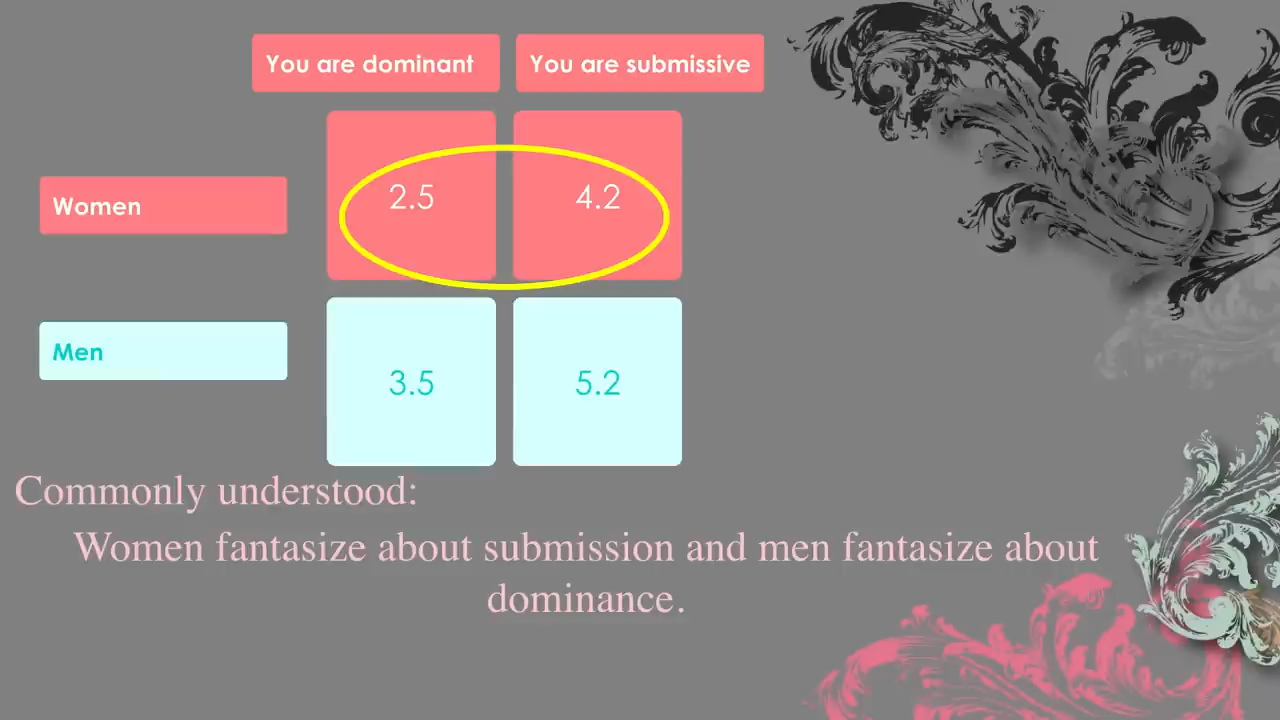 You are dominant You are submissive
Women 2.5 4.2
Men 3.5 5.2
Commonly understood:
Women fantasize about submission and men fantasize about
dominance.